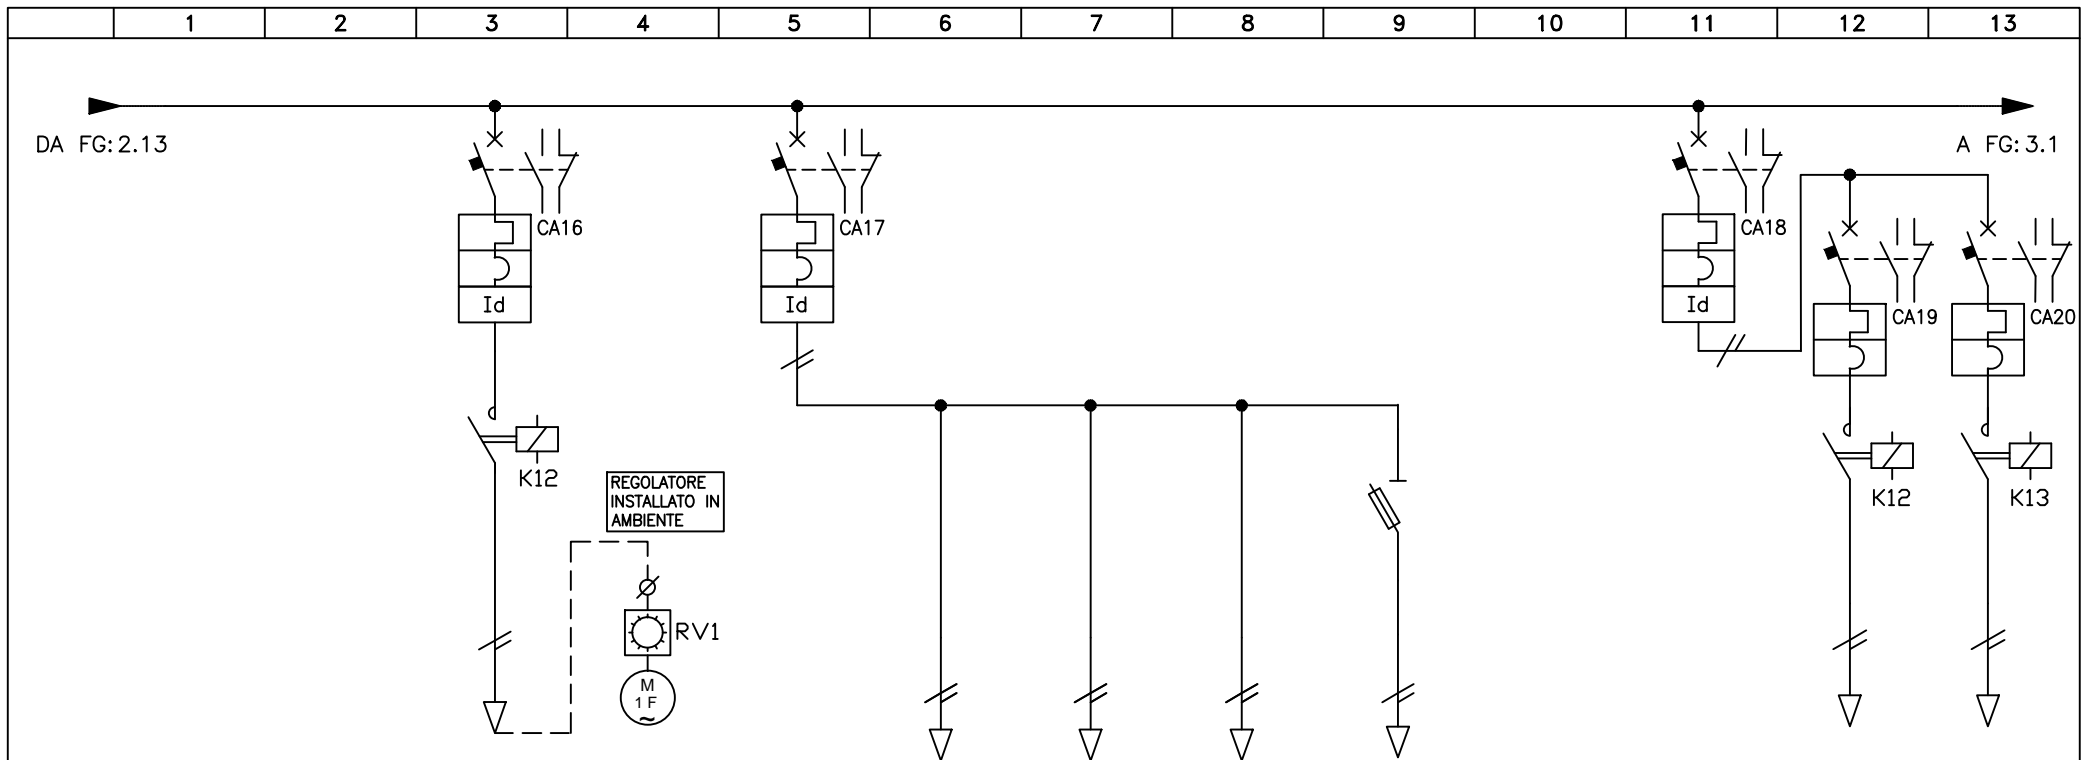 1 2 3 4 5 6 7 8 9 10 11 12 13
DA FG:2.13
A FG:3.1
CA16
CA17
CA18
Id
Id
Id
CA19
CA20
K12
K12
K13
REGOLATORE
INSTALLATO IN
AMBIENTE
RV1
M
1 F
~